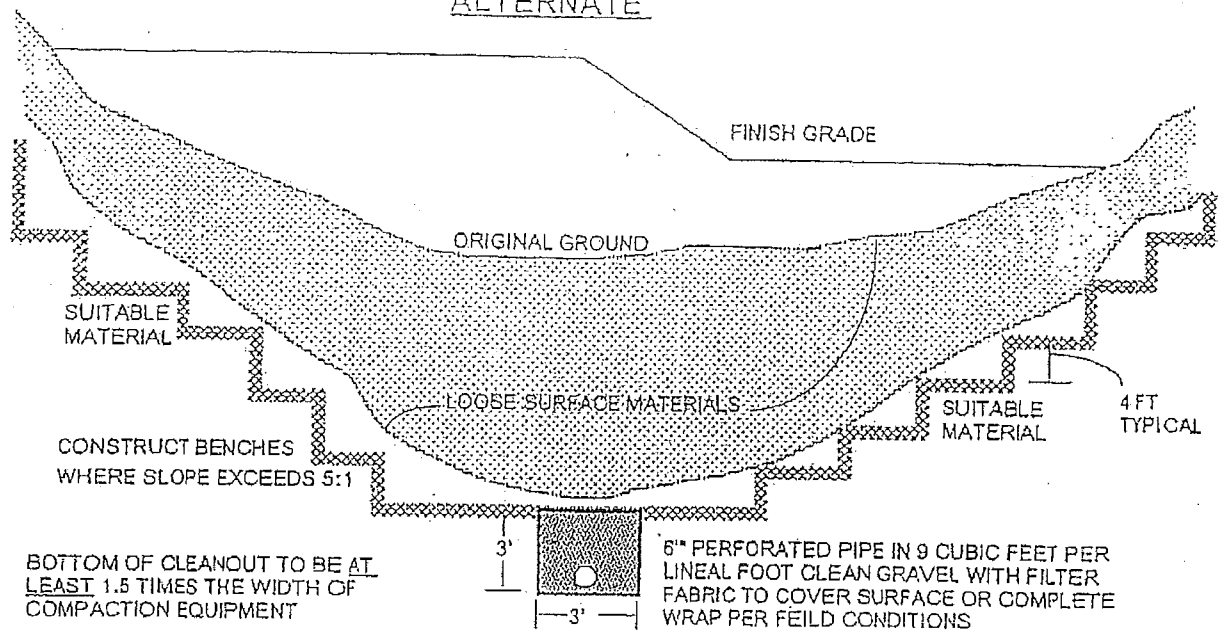 ALTERNATE
FINISH GRADE
ORIGINAL GROUND
SUITABLE
MATERIAL
LOOSE SURFACE MATERIALS
SUITABLE
MATERIAL
4 FT
TYPICAL
CONSTRUCT BENCHES
WHERE SLOPE EXCEEDS 5:1
BOTTOM OF CLEANOUT TO BE AT
LEAST 1.5 TIMES THE WIDTH OF
COMPACTION EQUIPMENT
3'
3'
6'" PERFORATED PIPE IN 9 CUBIC FEET PER
LINEAL FOOT CLEAN GRAVEL WITH FILTER
FABRIC TO COVER SURFACE OR COMPLETE
WRAP PER FEILD CONDITIONS